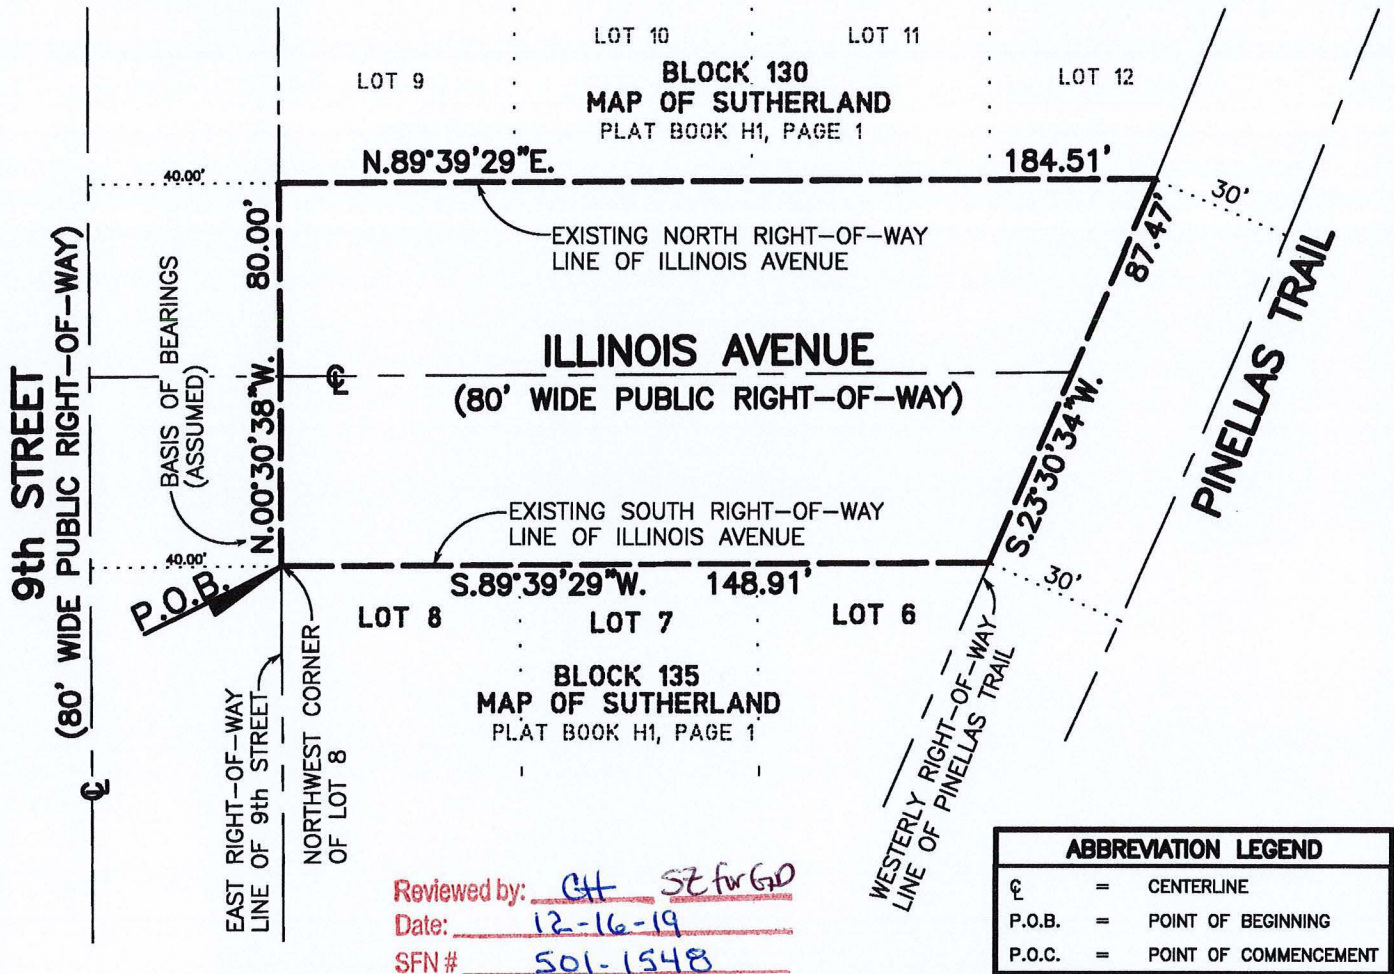 LOT 10
LOT 11
LOT 9
BLOCK 130
LOT 12
MAP OF SUTHERLAND
PLAT BOOK H1, PAGE 1
N.89°39'29"E.
184.51'
40.00'
30'
EXISTING NORTH RIGHT-OF-WAY
LINE OF ILLINOIS AVENUE
80.00'
N.00°30'38"W.
87.47'
S.23°30'34"W.
PINELLAS TRAIL
9th STREET
(80' WIDE PUBLIC RIGHT-OF-WAY)
℄
BASIS OF BEARINGS
(ASSUMED)
℄
ILLINOIS AVENUE
(80' WIDE PUBLIC RIGHT-OF-WAY)
EXISTING SOUTH RIGHT-OF-WAY
LINE OF ILLINOIS AVENUE
40.00'
P.O.B.
S.89°39'29"W.
148.91'
30'
LOT 8
LOT 7
LOT 6
BLOCK 135
MAP OF SUTHERLAND
PLAT BOOK H1, PAGE 1
EAST RIGHT-OF-WAY
LINE OF 9th STREET
NORTHWEST CORNER
OF LOT 8
WESTERLY RIGHT-OF-WAY
LINE OF PINELLAS TRAIL
Reviewed by: CH SZ for GD
Date: 12-16-19
SFN # 501-1548
ABBREVIATION LEGEND
℄ = CENTERLINE
P.O.B. = POINT OF BEGINNING
P.O.C. = POINT OF COMMENCEMENT